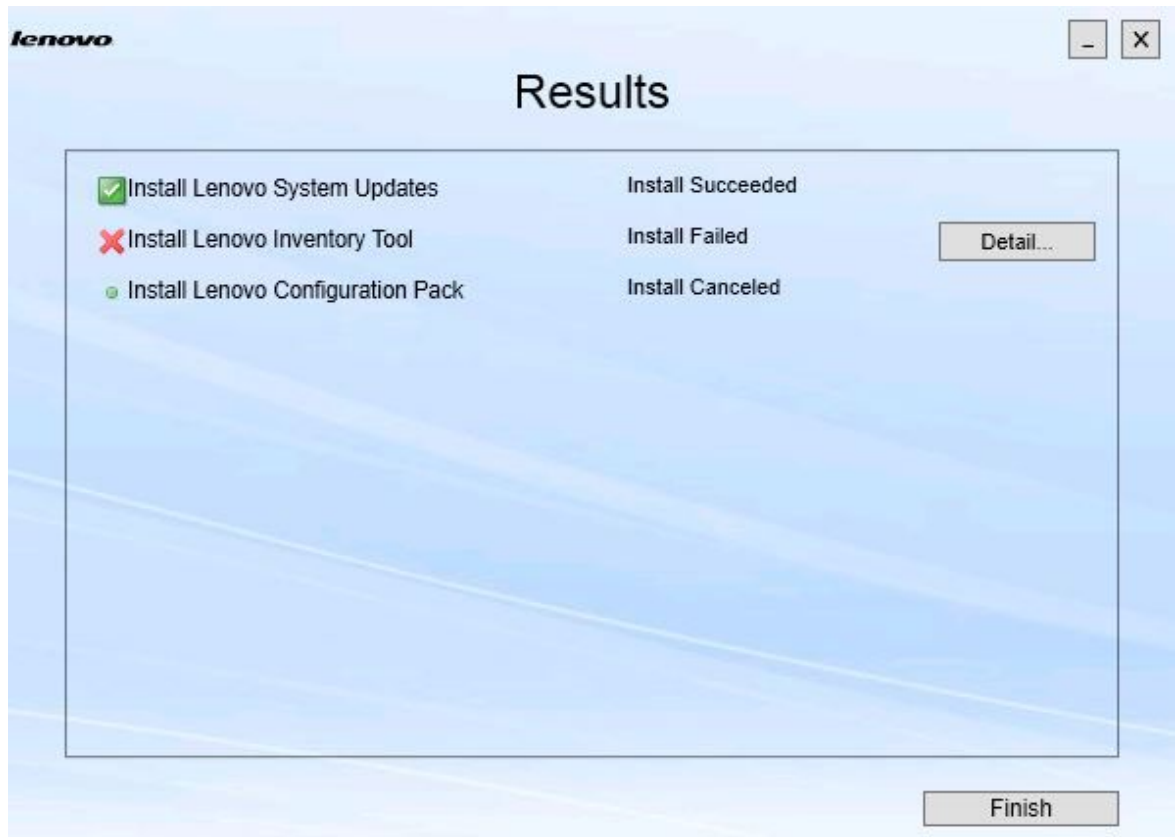 lenovo
Results
Install Lenovo System Updates Install Succeeded
Install Lenovo Inventory Tool Install Failed Detail...
Install Lenovo Configuration Pack Install Canceled
Finish